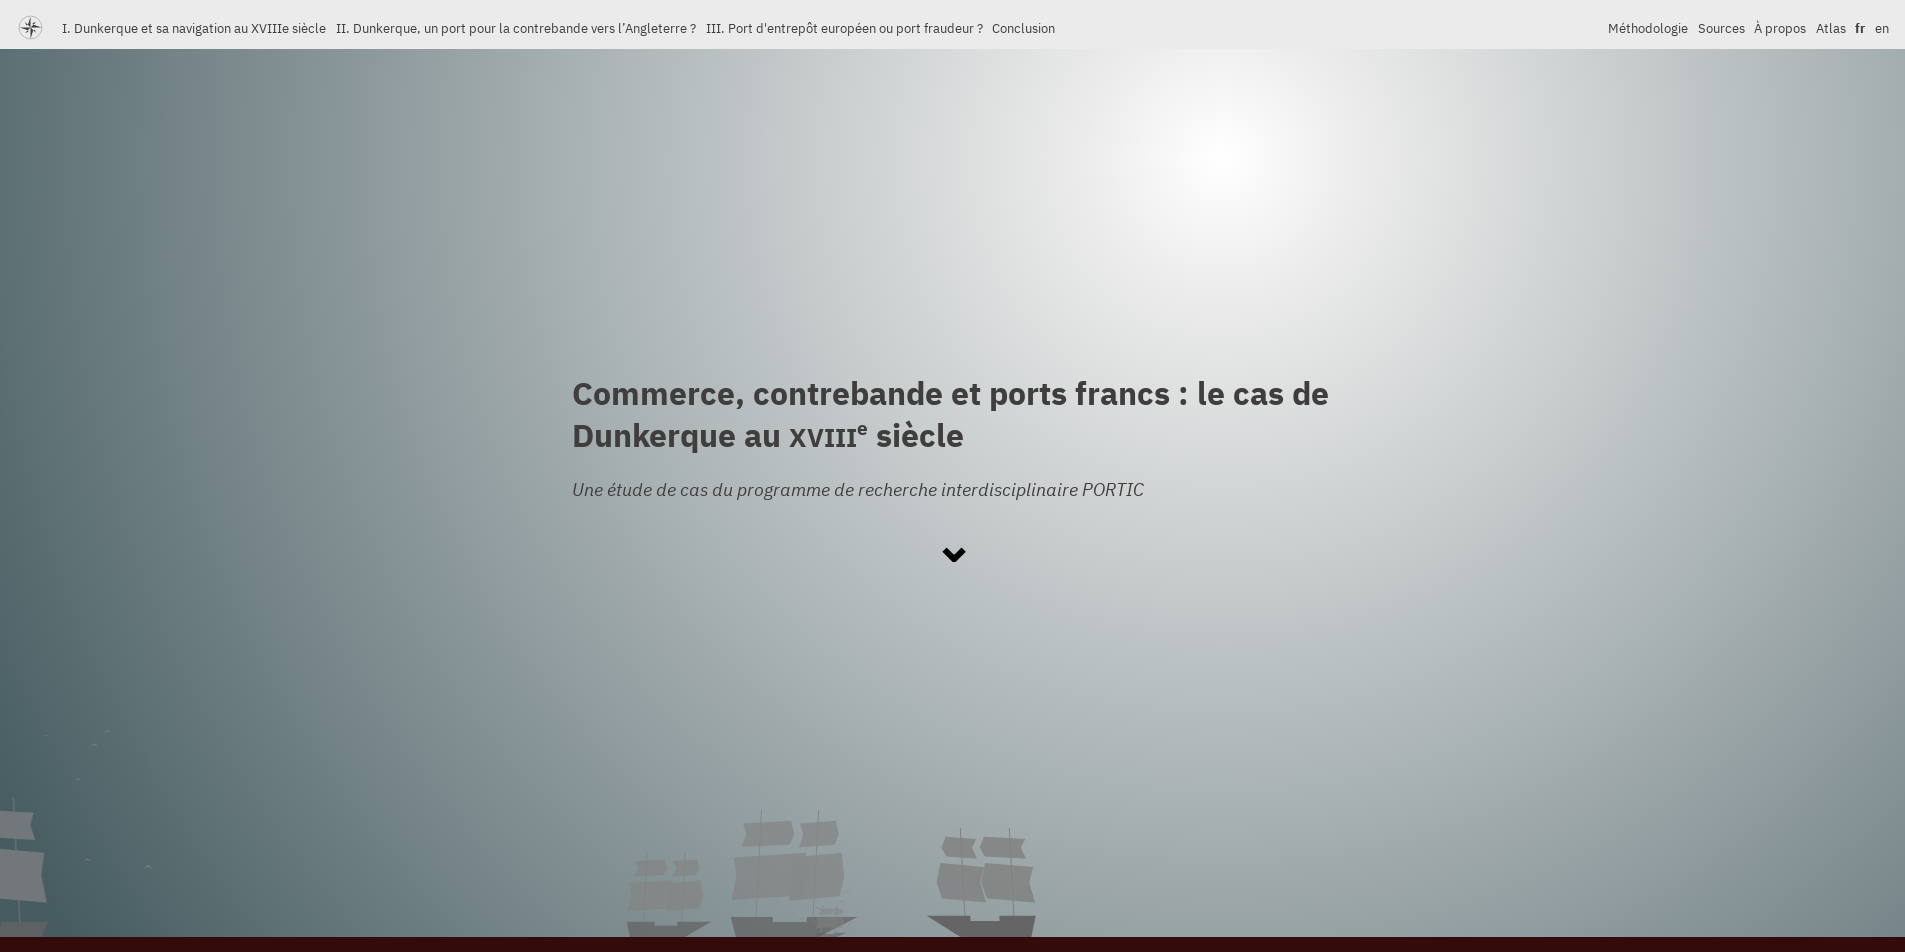 I. Dunkerque et sa navigation au XVIIIe siècle II. Dunkerque, un port pour la contrebande vers l’Angleterre ? III. Port d'entrepôt européen ou port fraudeur ? Conclusion Méthodologie Sources À propos Atlas fr en
Commerce, contrebande et ports francs : le cas de
Dunkerque au XVIIIe siècle
Une étude de cas du programme de recherche interdisciplinaire PORTIC